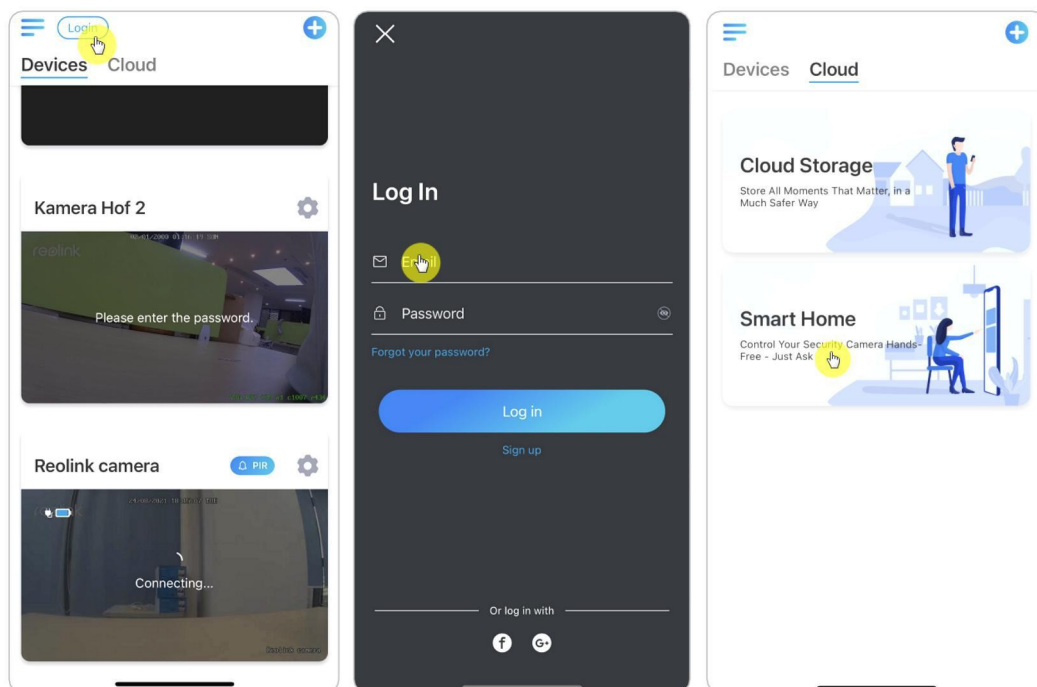 Login
Devices Cloud
Kamera Hof 2
reolink
Please enter the password.
Reolink camera
PIR
Connecting...
Reolink camera
Log In
Email
Password
Forgot your password?
Log in
Sign up
Or log in with
f G+
Devices Cloud
Cloud Storage
Store All Moments That Matter, in a
Much Safer Way
Smart Home
Control Your Security Camera Hands-
Free - Just Ask